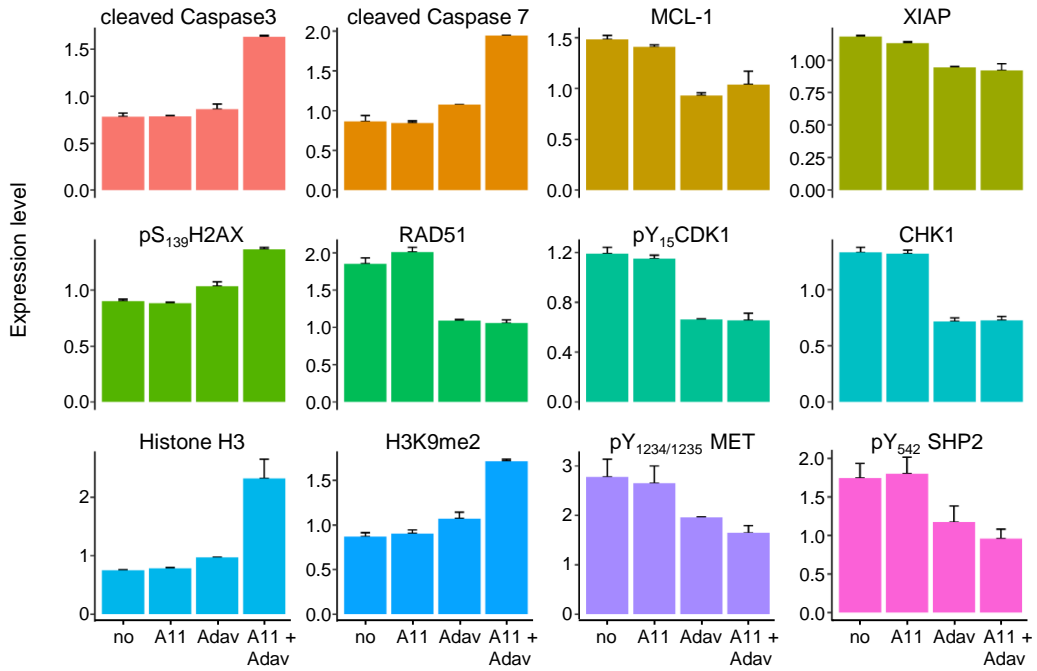 cleaved Caspase3 cleaved Caspase 7 MCL-1 XIAP
1.5 2.0 1.5
1.5 1.00
1.0 1.0 0.75
1.0
0.5 0.5 0.5 0.25
0.0 0.0 0.0 0.00
Expression level
pS139H2AX RAD51 pY15CDK1 CHK1
2.0 1.2
1.0 1.5 0.8 1.0
1.0
0.5 0.5 0.4 0.5
0.0 0.0 0.0 0.0
Histone H3 H3K9me2 pY1234/1235 MET pY542 SHP2
3 2.0
2 1.5 1.5
1.0 2 1.0
1 0.5 1 0.5
0 0.0 0 0.0
no A11 Adav A11 + no A11 Adav A11 + no A11 Adav A11 + no A11 Adav A11 +
Adav Adav Adav Adav